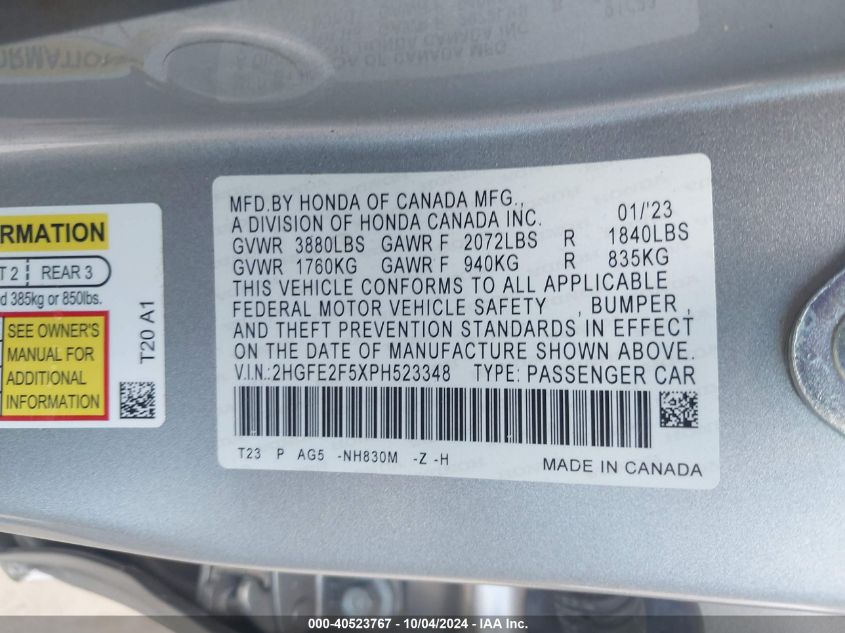 MFD.BY HONDA OF CANADA MFG.,
A DIVISION OF HONDA CANADA INC. 01/'23
GVWR 3880LBS GAWR F 2072LBS R 1840LBS
GVWR 1760KG GAWR F 940KG R 835KG
THIS VEHICLE CONFORMS TO ALL APPLICABLE
FEDERAL MOTOR VEHICLE SAFETY , BUMPER ,
AND THEFT PREVENTION STANDARDS IN EFFECT
ON THE DATE OF MANUFACTURE SHOWN ABOVE.
V.I.N.:2HGFE2F5XPH523348 TYPE: PASSENGER CAR
T23 P AG5 -NH830M -Z -H
MADE IN CANADA
RMATION
T 2 REAR 3
d 385kg or 850lbs.
SEE OWNER'S
MANUAL FOR
ADDITIONAL
INFORMATION
T20 A1
000-40523767 - 10/04/2024 - IAA Inc.